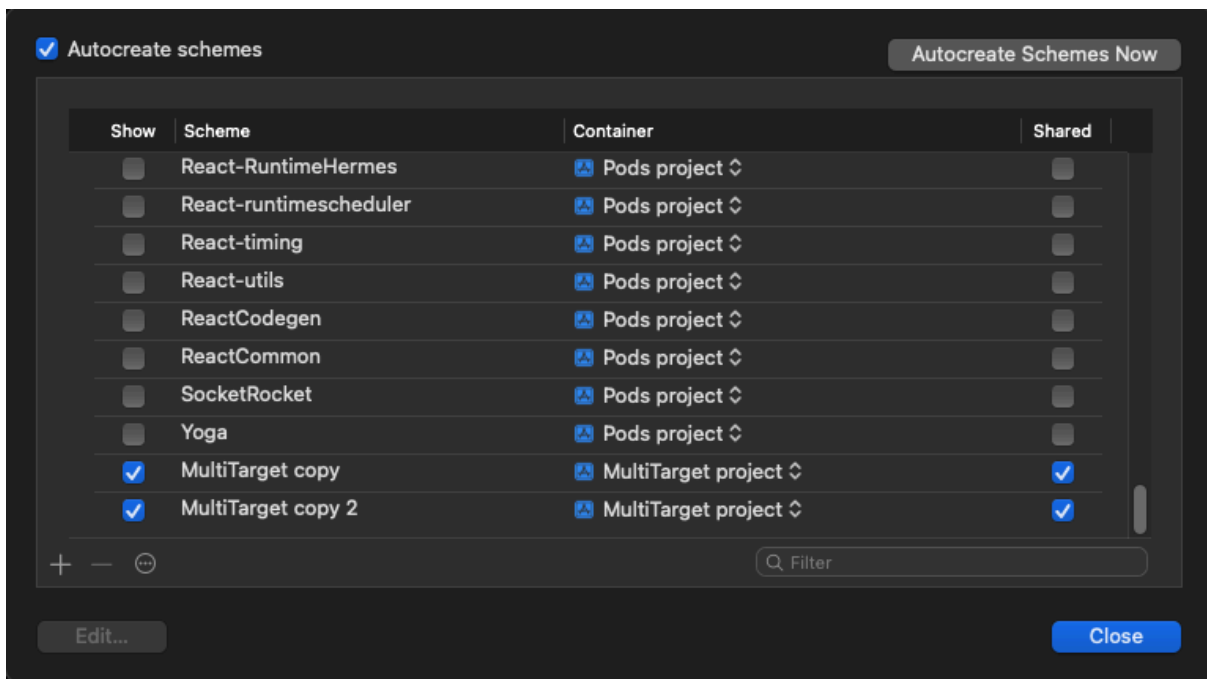 Autocreate schemes
Autocreate Schemes Now
Show Scheme Container Shared
React-RuntimeHermes Pods project
React-runtimescheduler Pods project
React-timing Pods project
React-utils Pods project
ReactCodegen Pods project
ReactCommon Pods project
SocketRocket Pods project
Yoga Pods project
MultiTarget copy MultiTarget project
MultiTarget copy 2 MultiTarget project
Filter
Edit...
Close